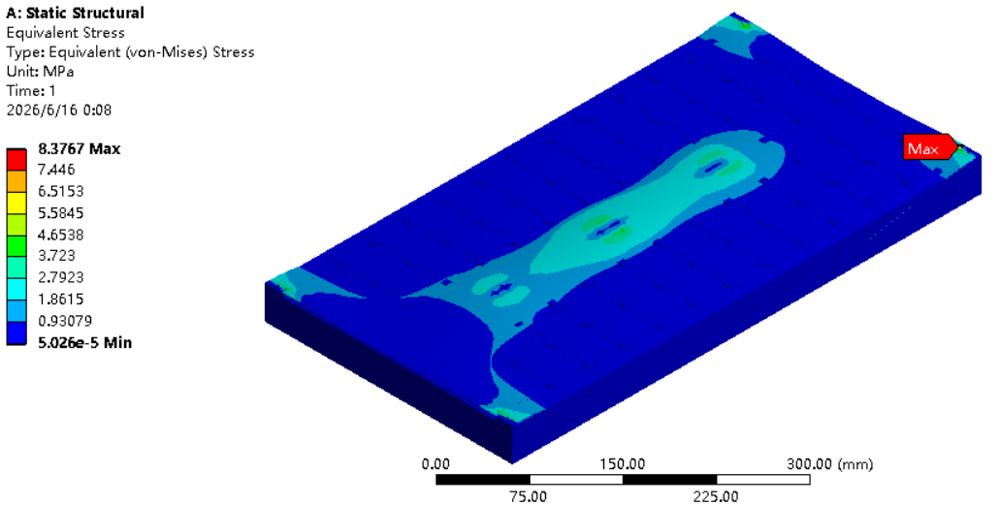 A: Static Structural
Equivalent Stress
Type: Equivalent (von-Mises) Stress
Unit: MPa
Time: 1
2026/6/16 0:08
8.3767 Max
7.446
6.5153
5.5845
4.6538
3.723
2.7923
1.8615
0.93079
5.026e-5 Min
Max
0.00 150.00 300.00 (mm)
75.00 225.00